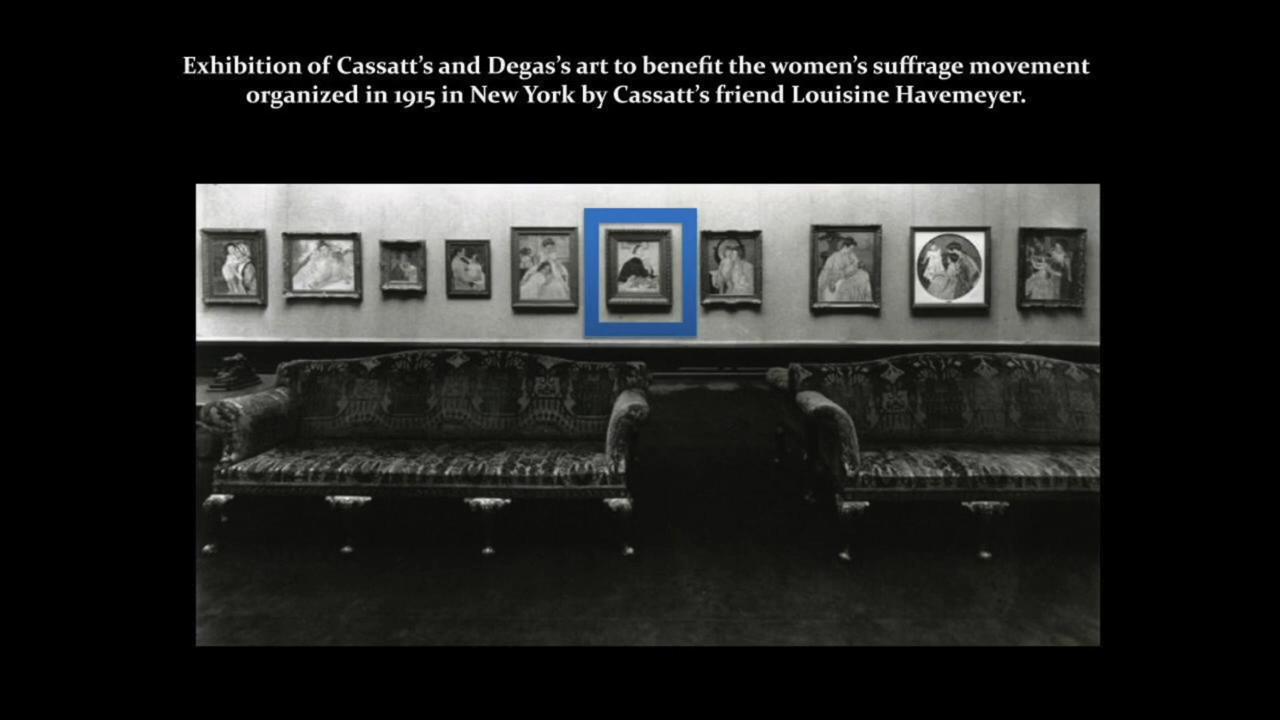 Exhibition of Cassatt’s and Degas’s art to benefit the women’s suffrage movement
organized in 1915 in New York by Cassatt’s friend Louisine Havemeyer.